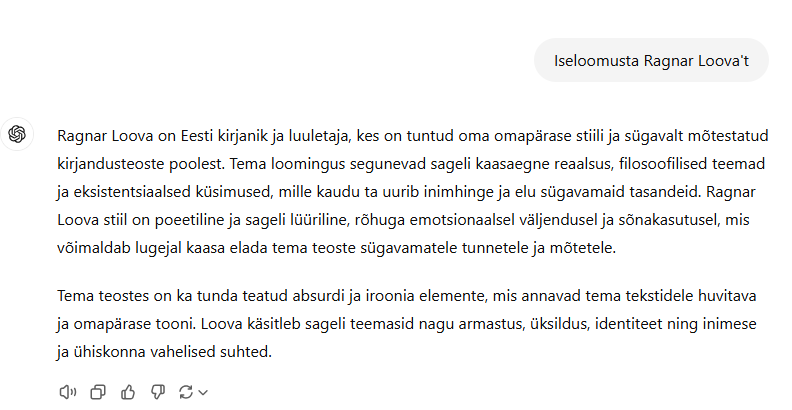 Iseloomusta Ragnar Loova't
Ragnar Loova on Eesti kirjanik ja luuletaja, kes on tuntud oma omapärase stiili ja sügavalt mõtestatud
kirjandusteoste poolest. Tema loomingus segunevad sageli kaasaegne reaalsus, filosoofilised teemad
ja eksistentsiaalsed küsimused, mille kaudu ta uurib inimhinge ja elu sügavamaid tasandeid. Ragnar
Loova stiil on poeetiline ja sageli lüüriline, rõhuga emotsionaalsel väljendusel ja sõnakasutusel, mis
võimaldab lugejal kaasa elada tema teoste sügavamatele tunnetele ja mõtetele.
Tema teostes on ka tunda teatud absurdi ja iroonia elemente, mis annavad tema tekstidele huvitava
ja omapärase tooni. Loova käsitleb sageli teemasid nagu armastus, üksildus, identiteet ning inimese
ja ühiskonna vahelised suhted.